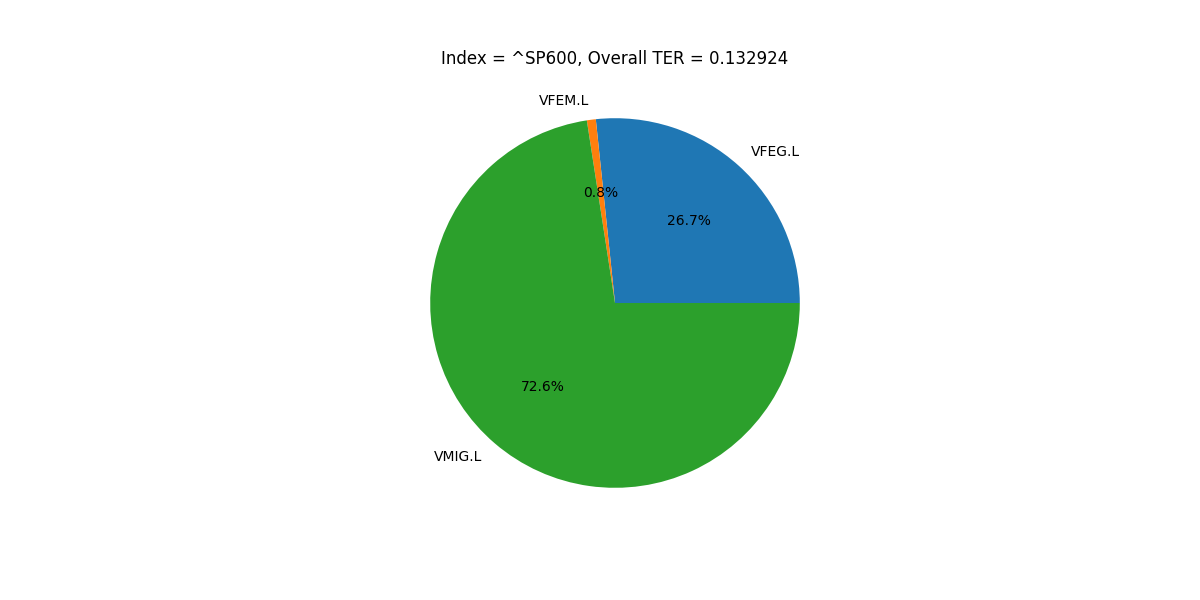 Index = ^SP600, Overall TER = 0.132924
VFEM.L
VFEG.L
0.8%
26.7%
72.6%
VMIG.L